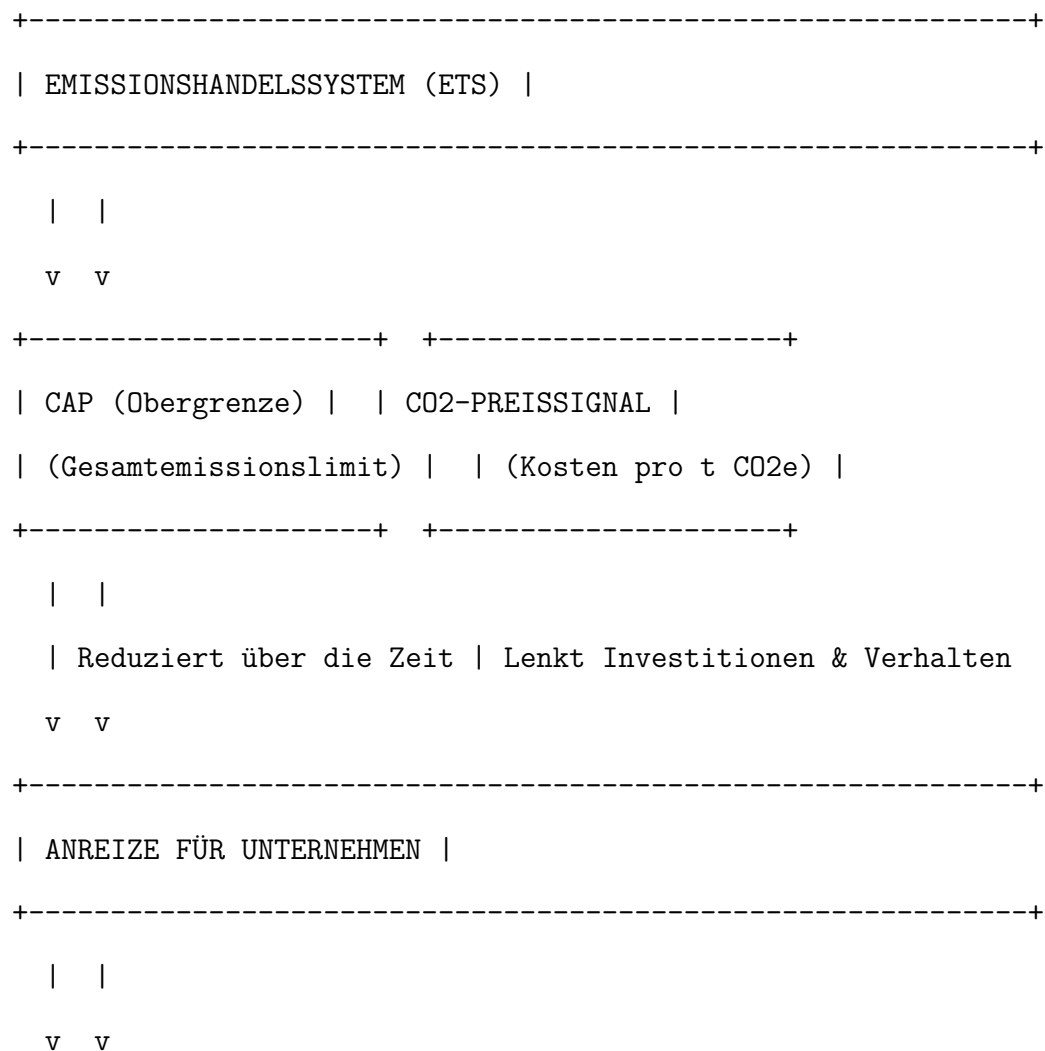 +-------------------------------------------------------------+
| EMISSIONSHANDELSSYSTEM (ETS) |
+-------------------------------------------------------------+
| |
v v
+---------------------+ +---------------------+
| CAP (Obergrenze) | | CO2-PREISSIGNAL |
| (Gesamtemissionslimit) | | (Kosten pro t CO2e) |
+---------------------+ +---------------------+
| |
| Reduziert über die Zeit | Lenkt Investitionen & Verhalten
v v
+-------------------------------------------------------------+
| ANREIZE FÜR UNTERNEHMEN |
+-------------------------------------------------------------+
| |
v v